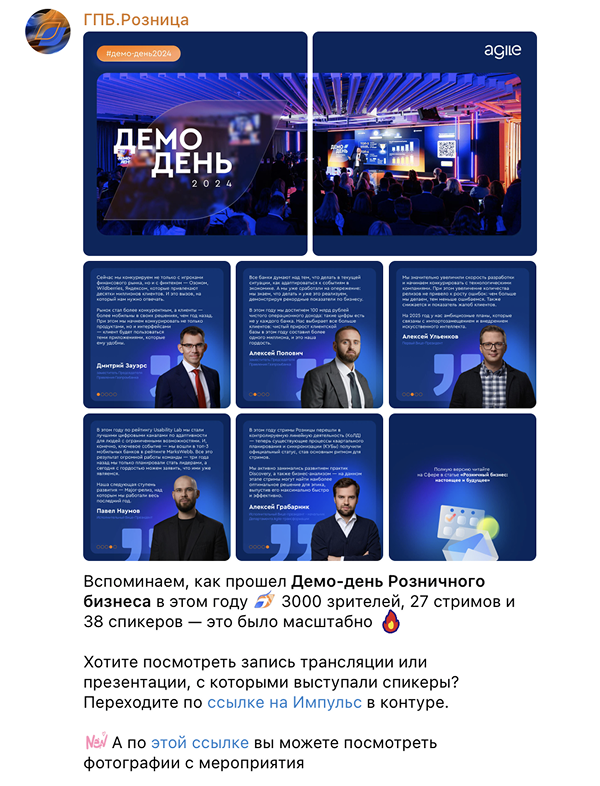 ГПБ.Розница
#демо-день2024
agile
ДЕМО
ДЕНЬ
2024
ДЕМО
ДЕНЬ
Сейчас мы конкурируем не только с игроками
финансового рынка, но и с финтехом — Озоном,
Wildberries, Яндексом, которые привлекают
десятки миллионов клиентов. И это вызов, на
который нам нужно отвечать.
Рынок стал более конкурентным, а клиенты —
более мобильны в своих решениях, чем год назад.
При этом мы начинаем конкурировать не только
продуктами, но и интерфейсами
— клиент будет пользоваться
теми приложениями, которые
ему удобны.
Дмитрий Зауэрс
Все банки думают над тем, что делать в текущей
ситуации, как адаптироваться к событиям в
экономике. А мы уже сработали на опережение:
мы знаем, что делать и уже это реализуем,
демонстрируя рекордные показатели по бизнесу.
В этом году мы достигнем 100 млрд рублей
чистого операционного дохода: такие цифры есть
не у каждого банка. Нас выбирает всё больше
клиентов: чистый прирост клиентской
базы в этом году составил более
одного миллиона, и это наша
гордость.
Алексей Попович
Мы значительно увеличили скорость разработки
и начинаем конкурировать с технологическими
компаниями. При этом увеличение количества
релизов не привело к росту ошибок: чем больше
мы делаем, тем меньше ошибаемся. Также
снижается и показатель жалоб клиентов.
На 2025 год у нас амбициозные планы, которые
связаны с импортозамещением и внедрением
искусственного интеллекта.
Алексей Ульенков
В этом году по рейтингу Usability Lab мы стали
лучшими цифровыми каналами по адаптивности
для людей с ограниченными возможностями. И,
конечно, ключевое событие — мы вошли в топ-3
мобильных банков в рейтинге MarksWebb. Все это
результат огромной работы команды — три года
назад мы только планировали стать лидерами, а
сегодня с гордостью можем заявить, что ими уже
являемся.
Наша следующая ступень
развития — Major-релиз, над
которым мы работали весь
последний год.
Павел Наумов
В этом году стримы Розницы перешли в
контролируемую линейную деятельность (КоЛД)
— теперь существующие процессы квартального
планирования и синхронизации (КУБы) получили
официальный статус, став основным ритмом для
стримов.
Мы активно занимались развитием практик
Discovery, а также бизнес-анализом — на данном
этапе стримы могут найти наиболее
оптимальное решение для этапа,
выпустив его максимально быстро
и эффективно.
Алексей Грабарник
Полную версию читайте
на Сфере в статье «Розничный бизнес:
настоящее и будущее»
Вспоминаем, как прошел Демо-день Розничного
бизнеса в этом году 3000 зрителей, 27 стримов и
38 спикеров — это было масштабно
Хотите посмотреть запись трансляции или
презентации, с которыми выступали спикеры?
Переходите по ссылке на Импульс в контуре.
New А по этой ссылке вы можете посмотреть
фотографии с мероприятия